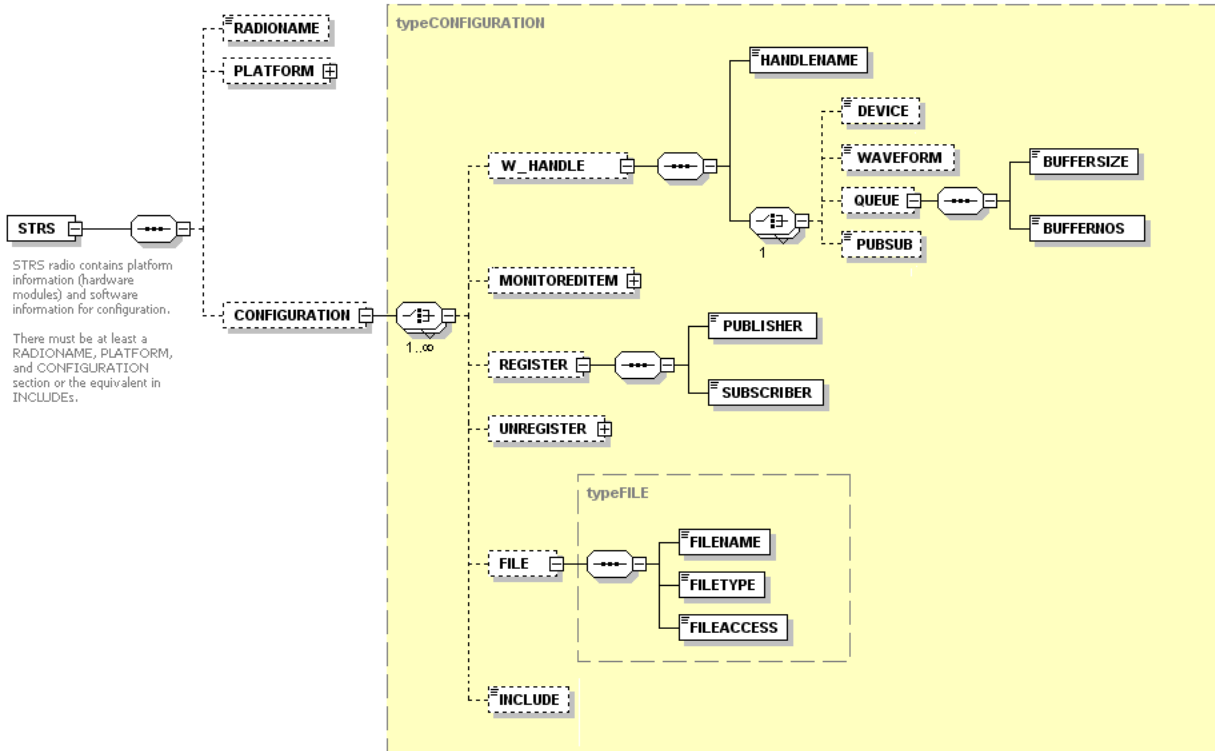 typeCONFIGURATION
RADIONAME
PLATFORM
HANDLENAME
DEVICE
WAVEFORM
W_HANDLE
QUEUE
BUFFERSIZE
BUFFERNOS
1
PUBSUB
STRS
STRS radio contains platform
information (hardware
modules) and software
information for configuration.
There must be at least a
RADIONAME, PLATFORM,
and CONFIGURATION
section or the equivalent in
INCLUDEs.
MONITOREDITEM
CONFIGURATION
1..∞
PUBLISHER
REGISTER
SUBSCRIBER
UNREGISTER
typeFILE
FILENAME
FILE
FILETYPE
FILEACCESS
INCLUDE